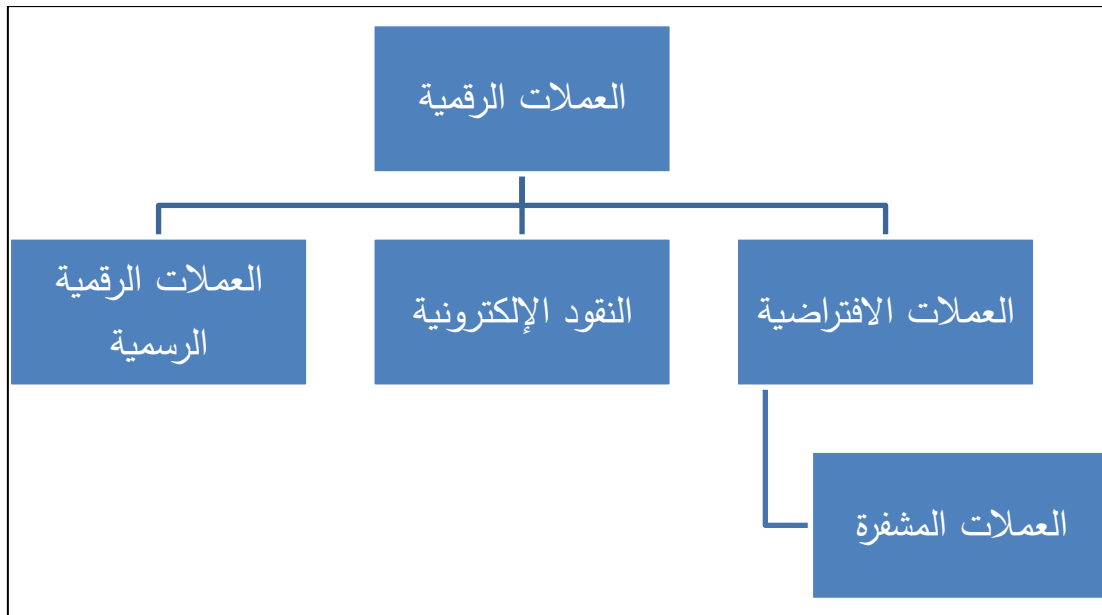 العملات الرقمية
العملات الافتراضية
النقود الإلكترونية
العملات الرقمية
الرسمية
العملات المشفرة